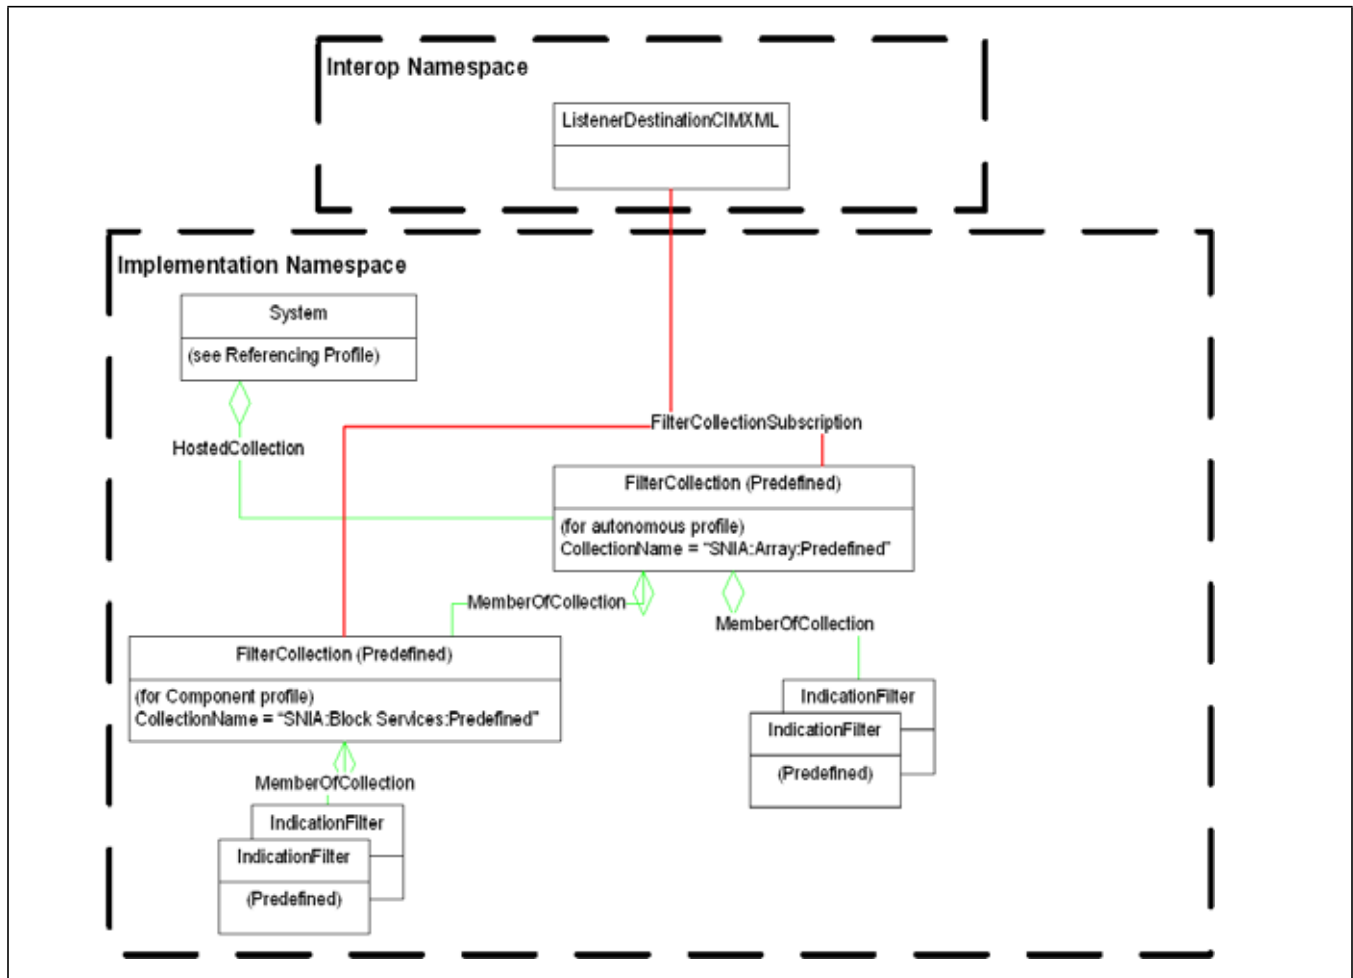 Interop Namespace
ListenerDestinationCIMXML
Implementation Namespace
System
(see Referencing Profile)
HostedCollection
FilterCollectionSubscription
FilterCollection (Predefined)
(for autonomous profile)
CollectionName = “SNIA:Array:Predefined”
MemberOfCollection
MemberOfCollection
FilterCollection (Predefined)
(for Component profile)
CollectionName = “SNIA:Block Services:Predefined”
IndicationFilter
IndicationFilter
(Predefined)
MemberOfCollection
IndicationFilter
IndicationFilter
(Predefined)